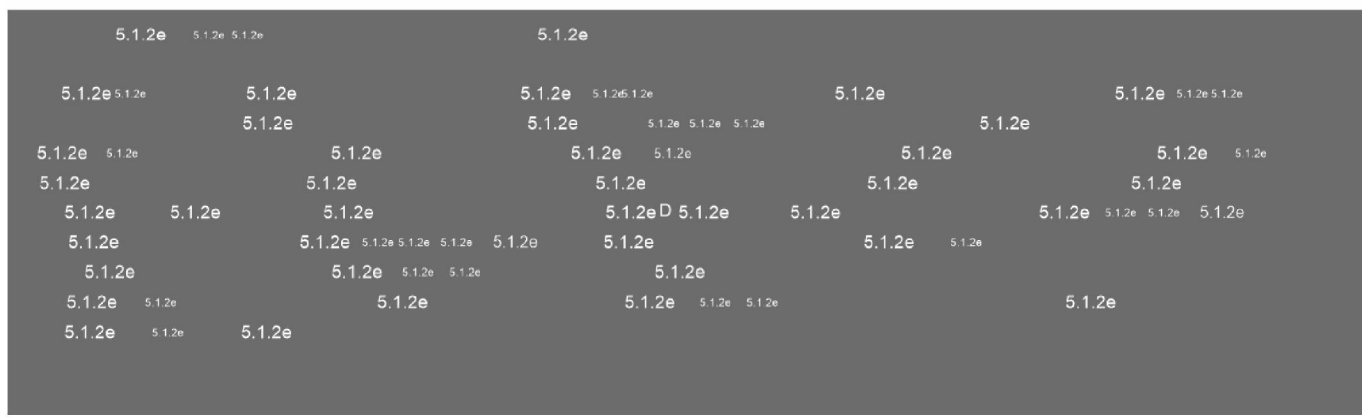 5.1.2e 5.1.2e 5.1.2e 5.1.2e
5.1.2e 5.1.2e 5.1.2e 5.1.2e 5.1.2e 5.1.2e 5.1.2e 5.1.2e 5.1.2e 5.1.2e
5.1.2e 5.1.2e 5.1.2e 5.1.2e 5.1.2e 5.1.2e
5.1.2e 5.1.2e 5.1.2e 5.1.2e 5.1.2e 5.1.2e 5.1.2e 5.1.2e
5.1.2e 5.1.2e 5.1.2e 5.1.2e 5.1.2e
5.1.2e 5.1.2e 5.1.2e 5.1.2e D 5.1.2e 5.1.2e 5.1.2e 5.1.2e 5.1.2e 5.1.2e
5.1.2e 5.1.2e 5.1.2e 5.1.2e 5.1.2e 5.1.2e 5.1.2e 5.1.2e 5.1.2e
5.1.2e 5.1.2e 5.1.2e 5.1.2e 5.1.2e
5.1.2e 5.1.2e 5.1.2e 5.1.2e 5.1.2e 5.1.2e 5.1.2e
5.1.2e 5.1.2e 5.1.2e